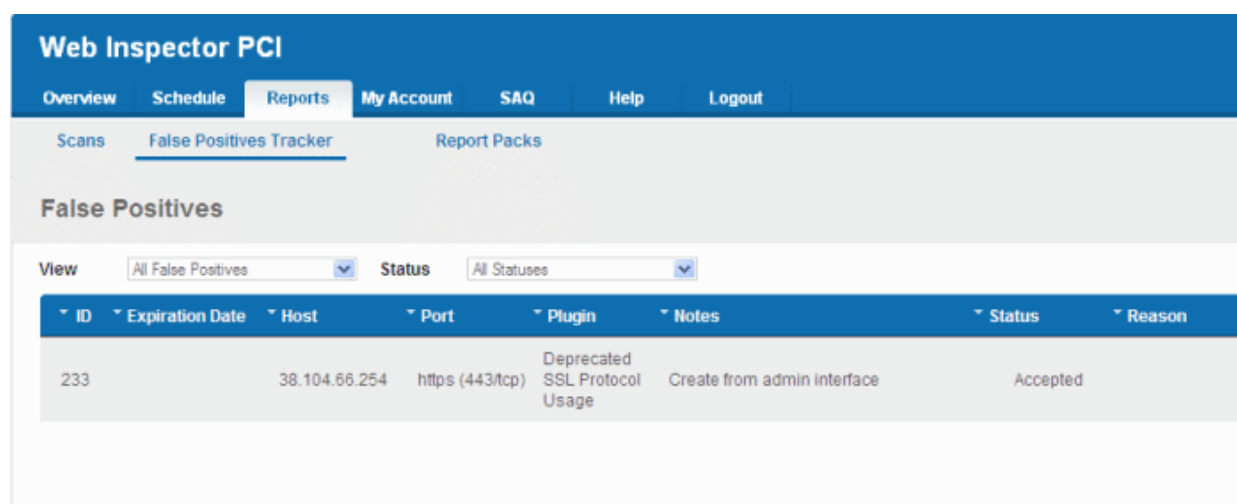 Web Inspector PCI
Overview Schedule Reports My Account SAQ Help Logout
Scans False Positives Tracker Report Packs
False Positives
View All False Positives Status All Statuses
ID Expiration Date Host Port Plugin Notes Status Reason
233 38.104.66.254 https (443/tcp) Deprecated SSL Protocol Usage Create from admin interface Accepted